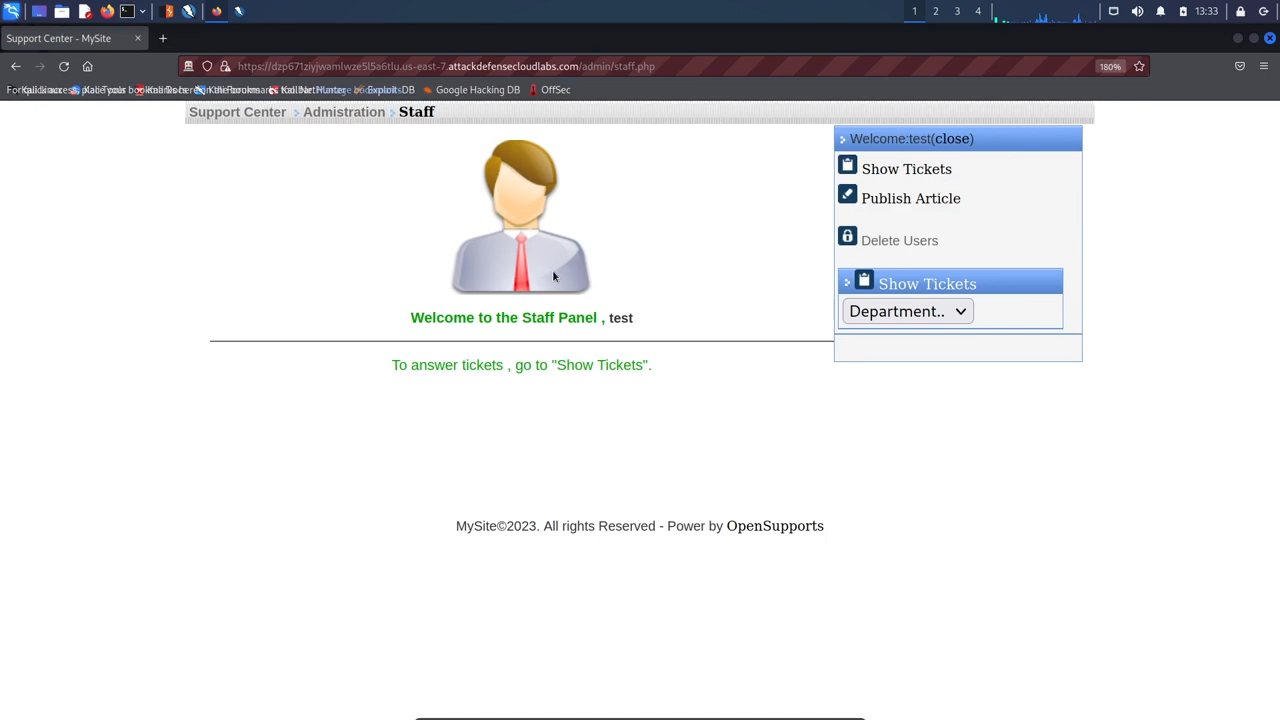 1 2 3 4 13:33
Support Center - MySite
https://dzp671ziyjwamlwze5l5a6tlu.us-east-7.attackdefensecloudlabs.com/admin/staff.php 180%
Exploit-DB Google Hacking DB OffSec
Support Center Admistration Staff
Welcome:test(close)
Show Tickets
Publish Article
Delete Users
Show Tickets
Department..
Welcome to the Staff Panel , test
To answer tickets , go to "Show Tickets".
MySite©2023. All rights Reserved - Power by OpenSupports